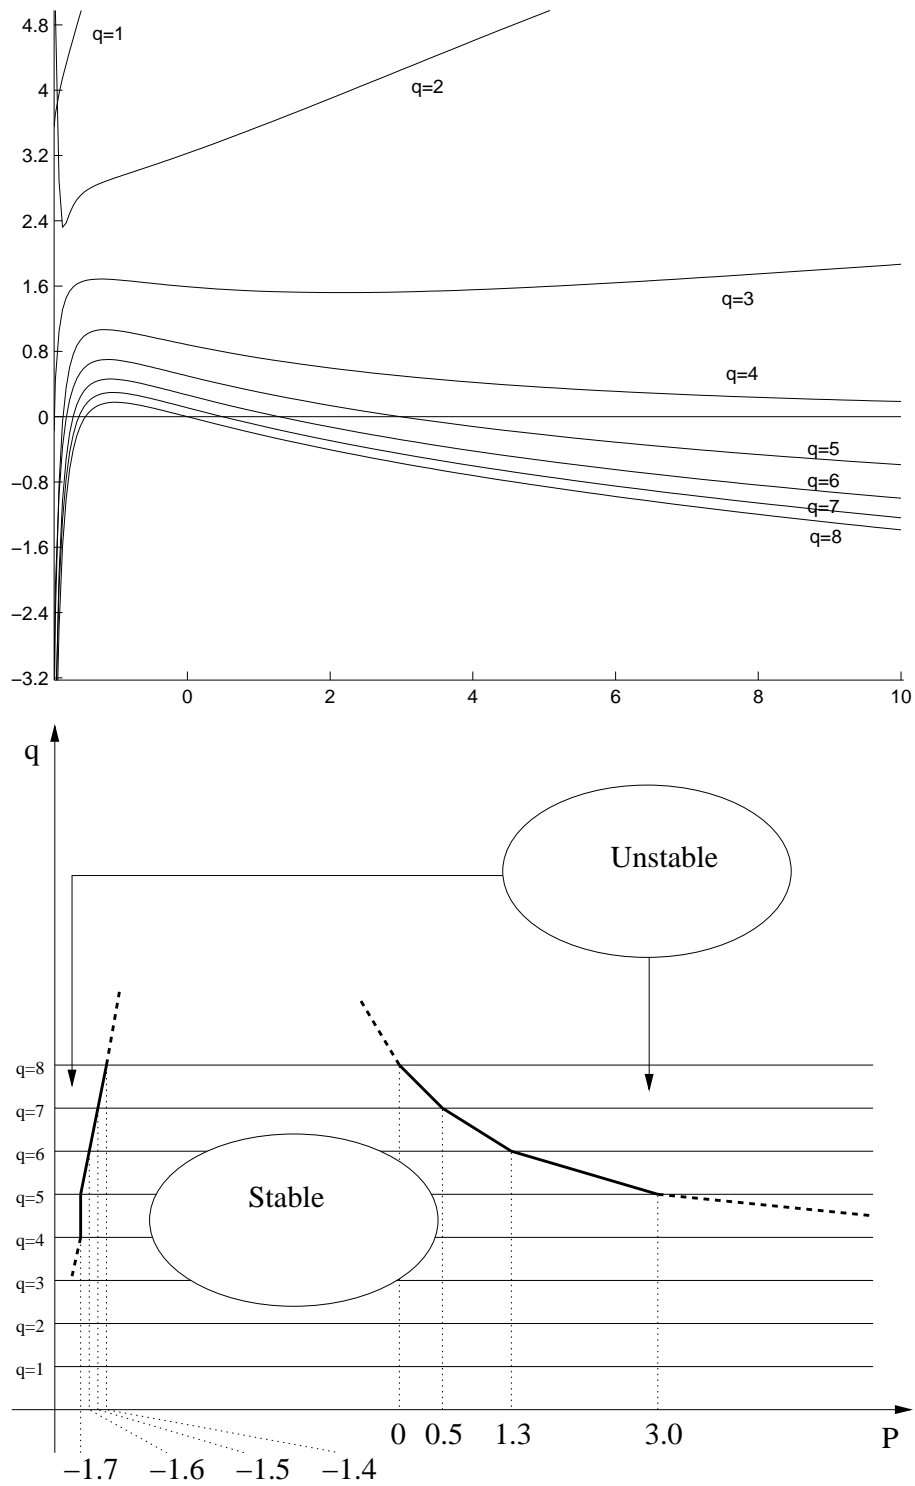 4.8
q=1
4
q=2
3.2
2.4
1.6
q=3
0.8
q=4
0
q=5
−0.8
q=6
q=7
q=8
−1.6
−2.4
−3.2
0 2 4 6 8 10
q
Unstable
q=8
q=7
q=6
q=5
Stable
q=4
q=3
q=2
q=1
0 0.5 1.3 3.0 P
−1.7 −1.6 −1.5 −1.4